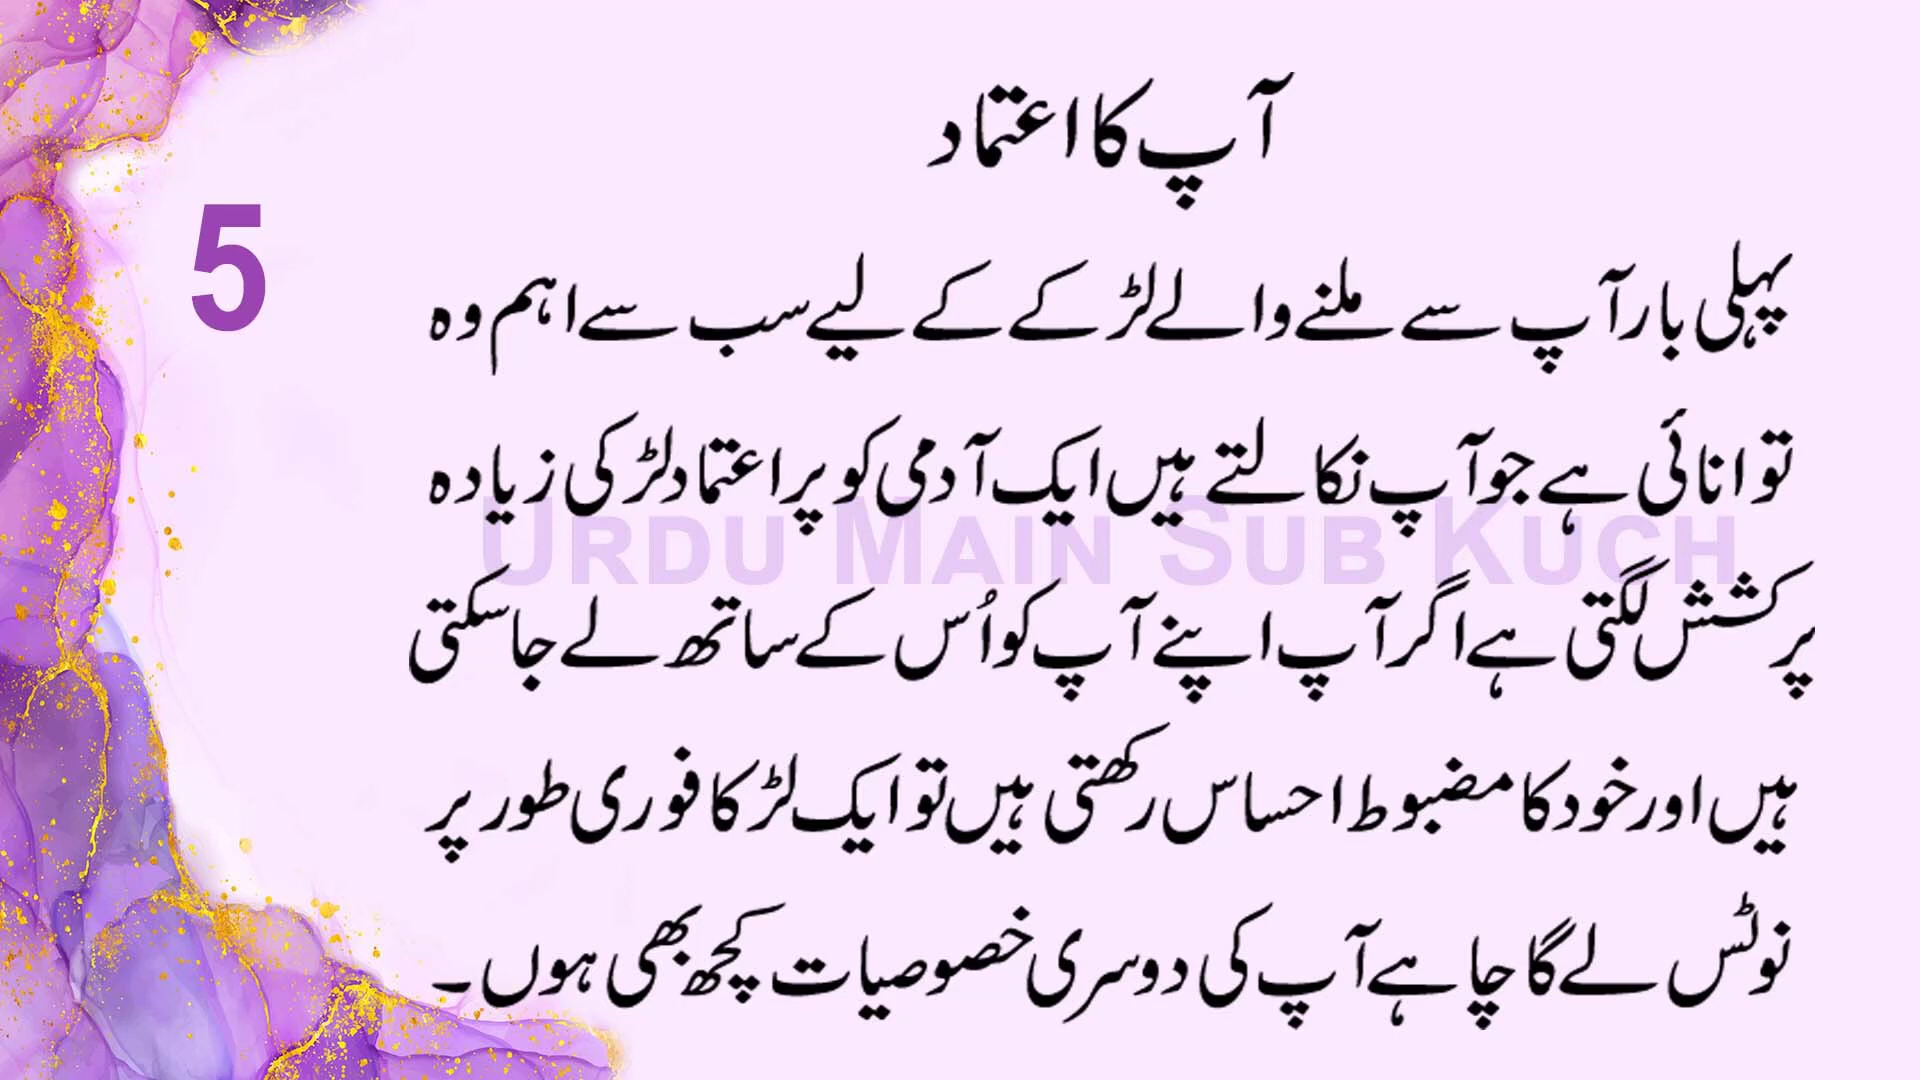 آپ کا اعتماد
5
پہلی بار آپ سے ملنے والے لڑکے کے لیے سب سے اہم وہ
توانائی ہے جو آپ نکالتے ہیں ایک آدمی کو پر اعتماد لڑکی زیادہ
Urdu Main Sub Kuch
پرکشش لگتی ہے اگر آپ اپنے آپ کو اُس کے ساتھ لے جا سکتی
ہیں اور خود کا مضبوط احساس رکھتی ہیں تو ایک لڑکا فوری طور پر
نوٹس لے گا چاہے آپ کی دوسری خصوصیات کچھ بھی ہوں۔